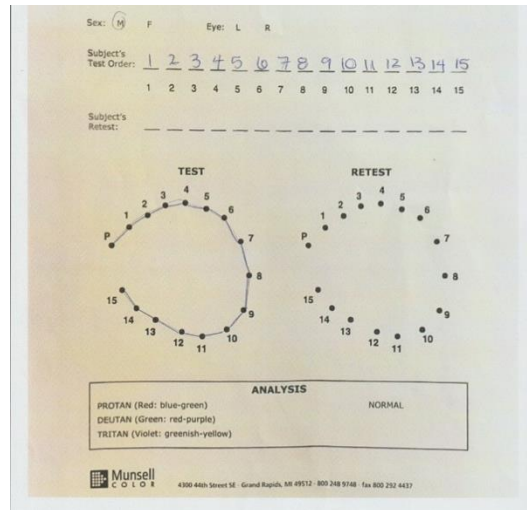 Sex: M F Eye: L R
Subject's
Test Order: 1 2 3 4 5 6 7 8 9 10 11 12 13 14 15
1 2 3 4 5 6 7 8 9 10 11 12 13 14 15
Subject's
Retest:
TEST RETEST
P 1 2 3 4 5 6 7 8 9 10 11 12 13 14 15
P 1 2 3 4 5 6 7 8 9 10 11 12 13 14 15
ANALYSIS
PROTAN (Red: blue-green) NORMAL
DEUTAN (Green: red-purple)
TRITAN (Violet: greenish-yellow)
Munsell
COLOR
4300 44th Street SE · Grand Rapids, MI 49512 · 800 248 9748 · fax 800 292 4437